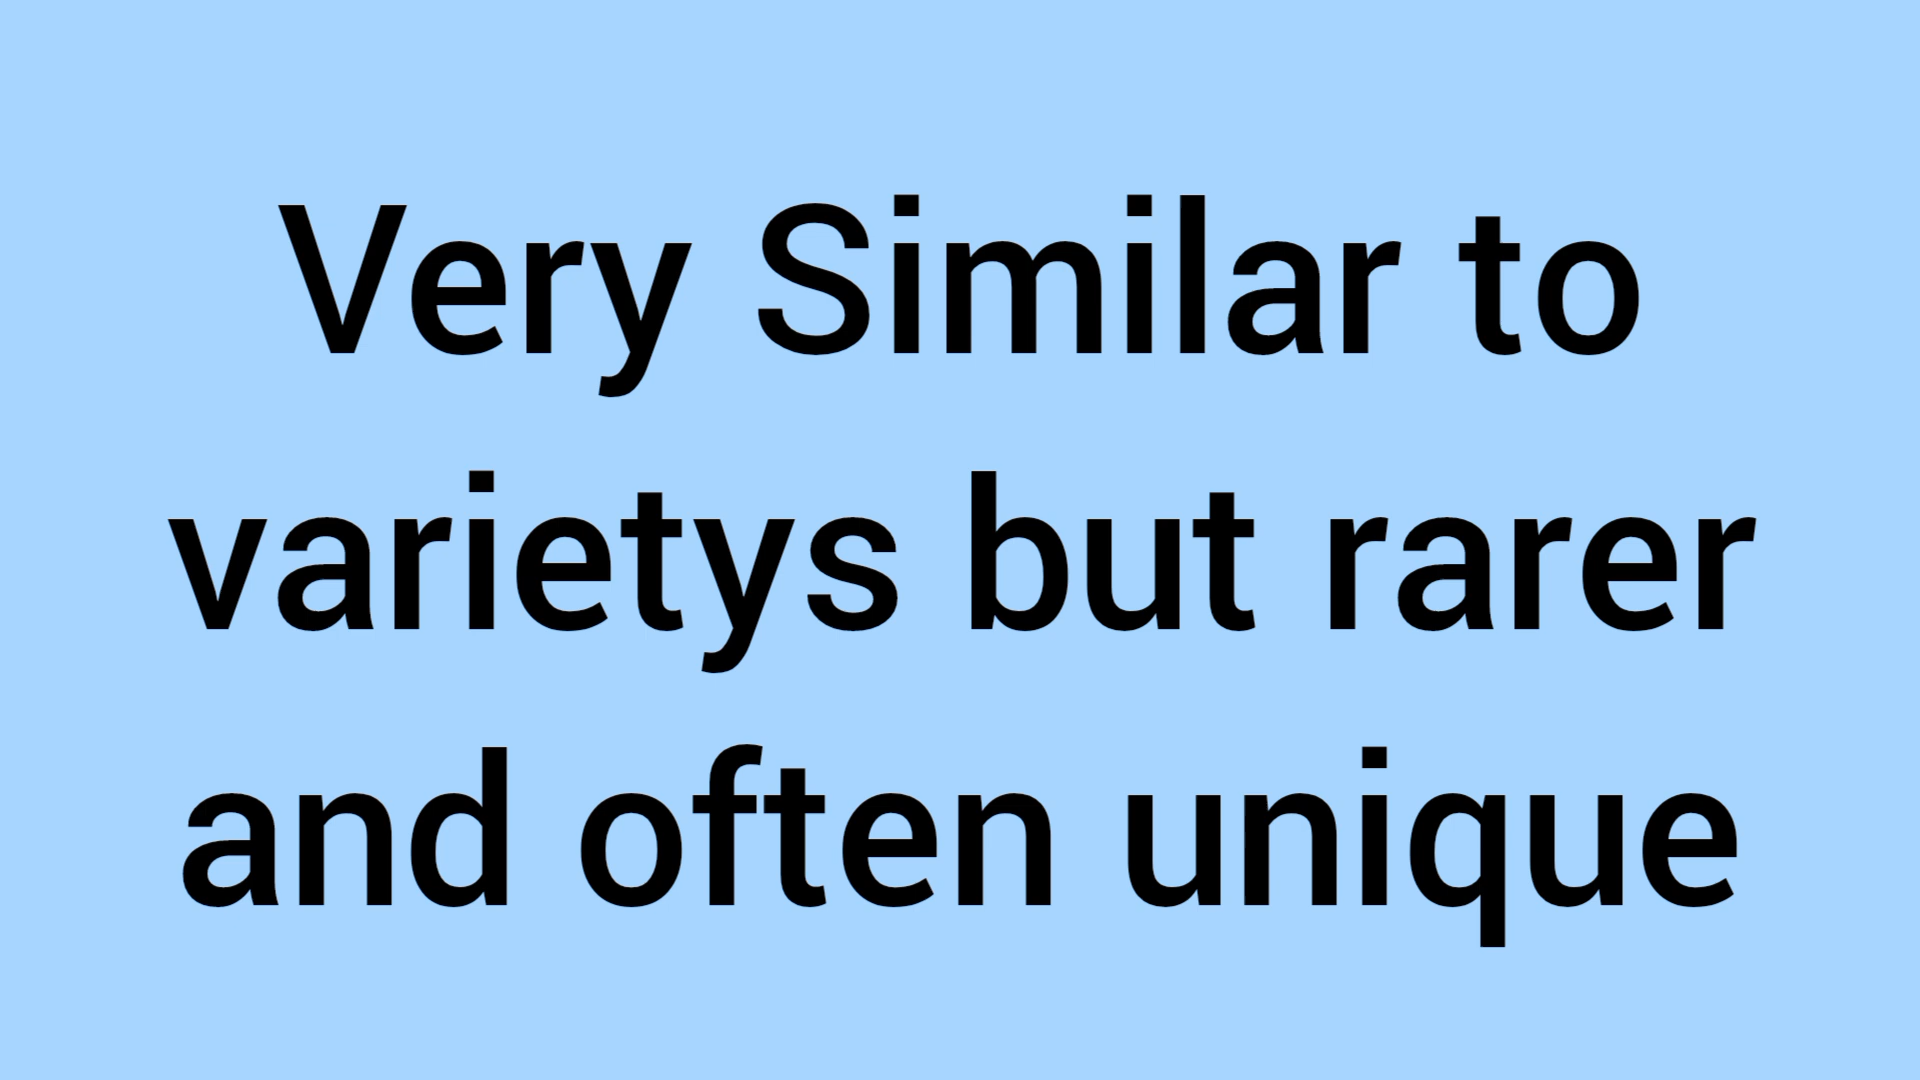 Very Similar to
varietys but rarer
and often unique